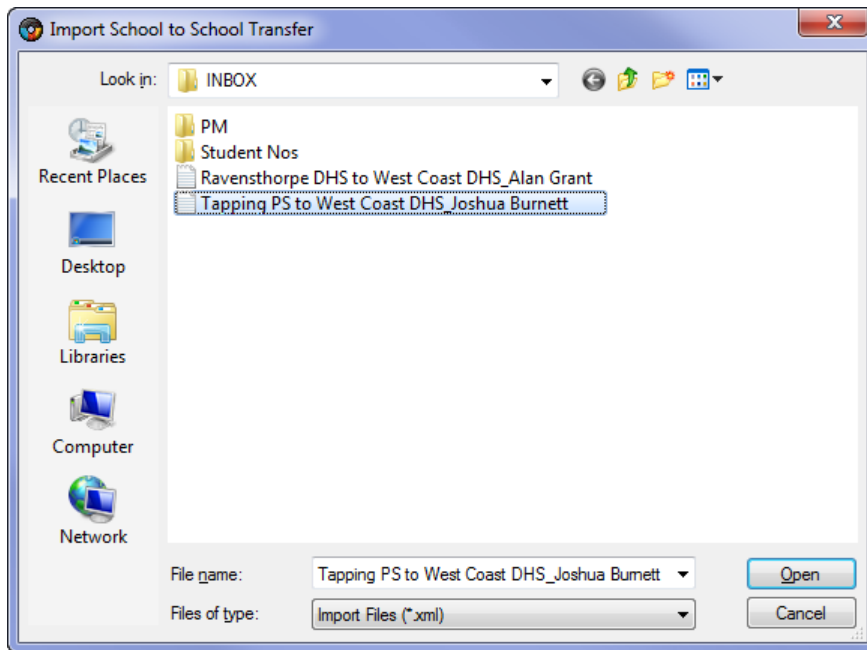 Import School to School Transfer
Look in:
INBOX
Recent Places
Desktop
Libraries
Computer
Network
PM
Student Nos
Ravensthorpe DHS to West Coast DHS_Alan Grant
Tapping PS to West Coast DHS_Joshua Burnett
File name:
Tapping PS to West Coast DHS_Joshua Burnett
Open
Files of type:
Import Files (*.xml)
Cancel